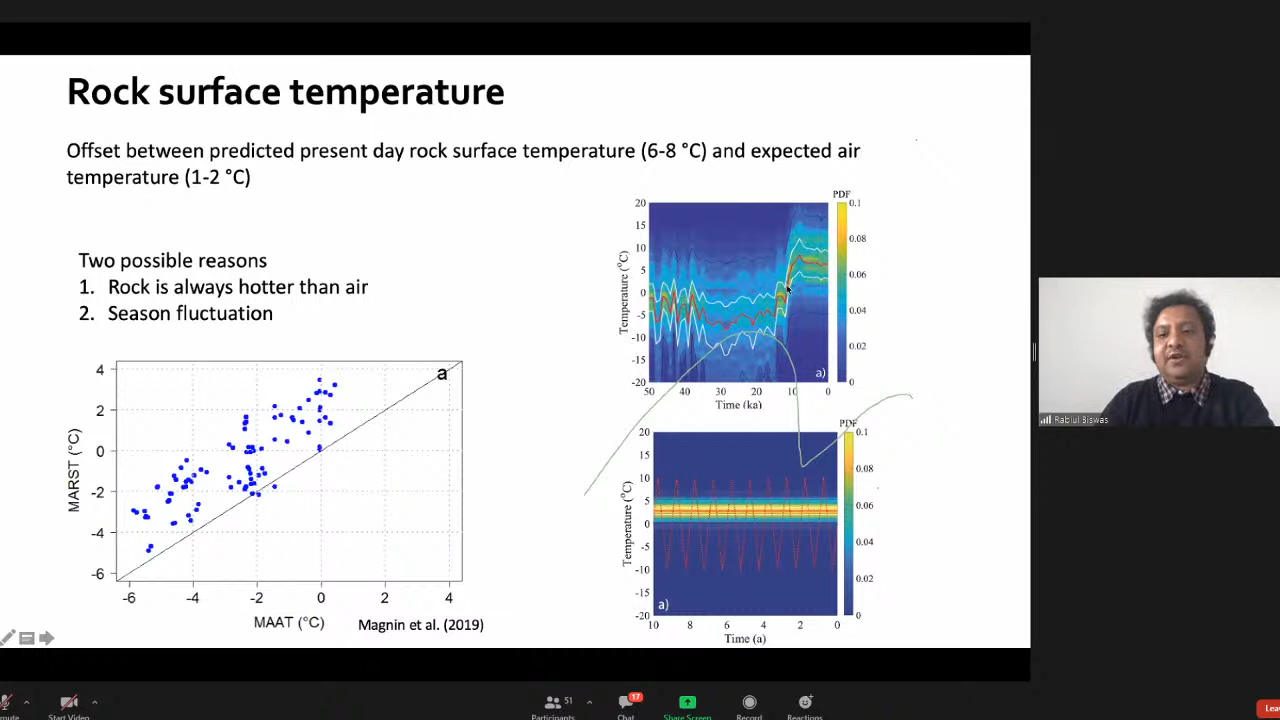 Rock surface temperature
Offset between predicted present day rock surface temperature (6-8 °C) and expected air
temperature (1-2 °C)
Two possible reasons
1. Rock is always hotter than air
2. Season fluctuation
4
2
0
-2
-4
-6
MARST (°C)
a
-6 -4 -2 0 2 4
MAAT (°C)
Magnin et al. (2019)
PDF
20
15
10
5
0
-5
-10
-15
-20
Temperature (°C)
a)
50 40 30 20 10 0
Time (ka)
0.1
0.08
0.06
0.04
0.02
0
PDF
20
15
10
5
0
-5
-10
-15
-20
Temperature (°C)
a)
10 8 6 4 2 0
Time (a)
0.1
0.08
0.06
0.04
0.02
0
Rabiul Biswas
mute
Start Video
51
Participants
17
Chat
Share Screen
Record
Reactions
Lea